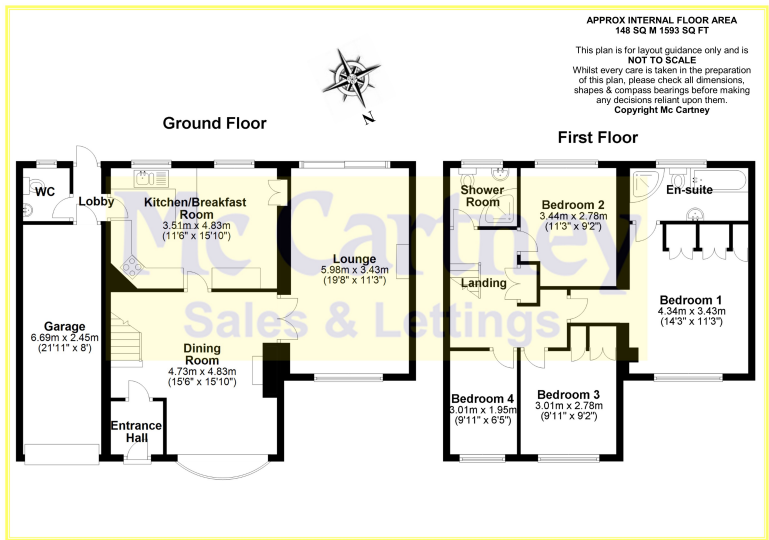 APPROX INTERNAL FLOOR AREA
148 SQ M 1593 SQ FT
This plan is for layout guidance only and is
NOT TO SCALE
Whilst every care is taken in the preparation
of this plan, please check all dimensions,
shapes & compass bearings before making
any decisions reliant upon them.
Copyright Mc Cartney
N
Ground Floor
WC
Lobby
Kitchen/Breakfast
Room
3.51m x 4.83m
(11'6" x 15'10")
Lounge
5.98m x 3.43m
(19'8" x 11'3")
Garage
6.69m x 2.45m
(21'11" x 8')
Dining
Room
4.73m x 4.83m
(15'6" x 15'10")
Entrance
Hall
First Floor
Shower
Room
Bedroom 2
3.44m x 2.78m
(11'3" x 9'2")
En-suite
Landing
Bedroom 1
4.34m x 3.43m
(14'3" x 11'3")
Bedroom 4
3.01m x 1.95m
(9'11" x 6'5")
Bedroom 3
3.01m x 2.78m
(9'11" x 9'2")
Mc Cartney
Sales & Lettings